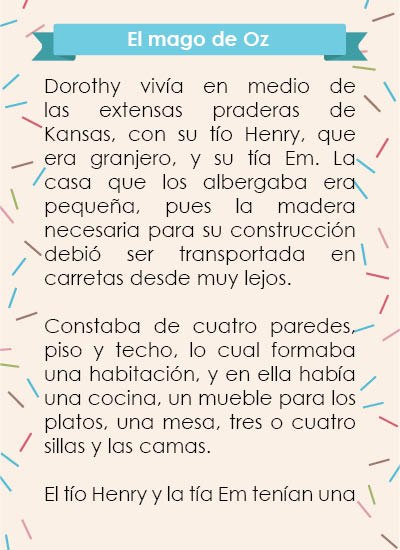 El mago de Oz
Dorothy vivía en medio de
las extensas praderas de
Kansas, con su tío Henry, que
era granjero, y su tía Em. La
casa que los albergaba era
pequeña, pues la madera
necesaria para su construcción
debió ser transportada en
carretas desde muy lejos.
Constaba de cuatro paredes,
piso y techo, lo cual formaba
una habitación, y en ella había
una cocina, un mueble para los
platos, una mesa, tres o cuatro
sillas y las camas.
El tío Henry y la tía Em tenían una